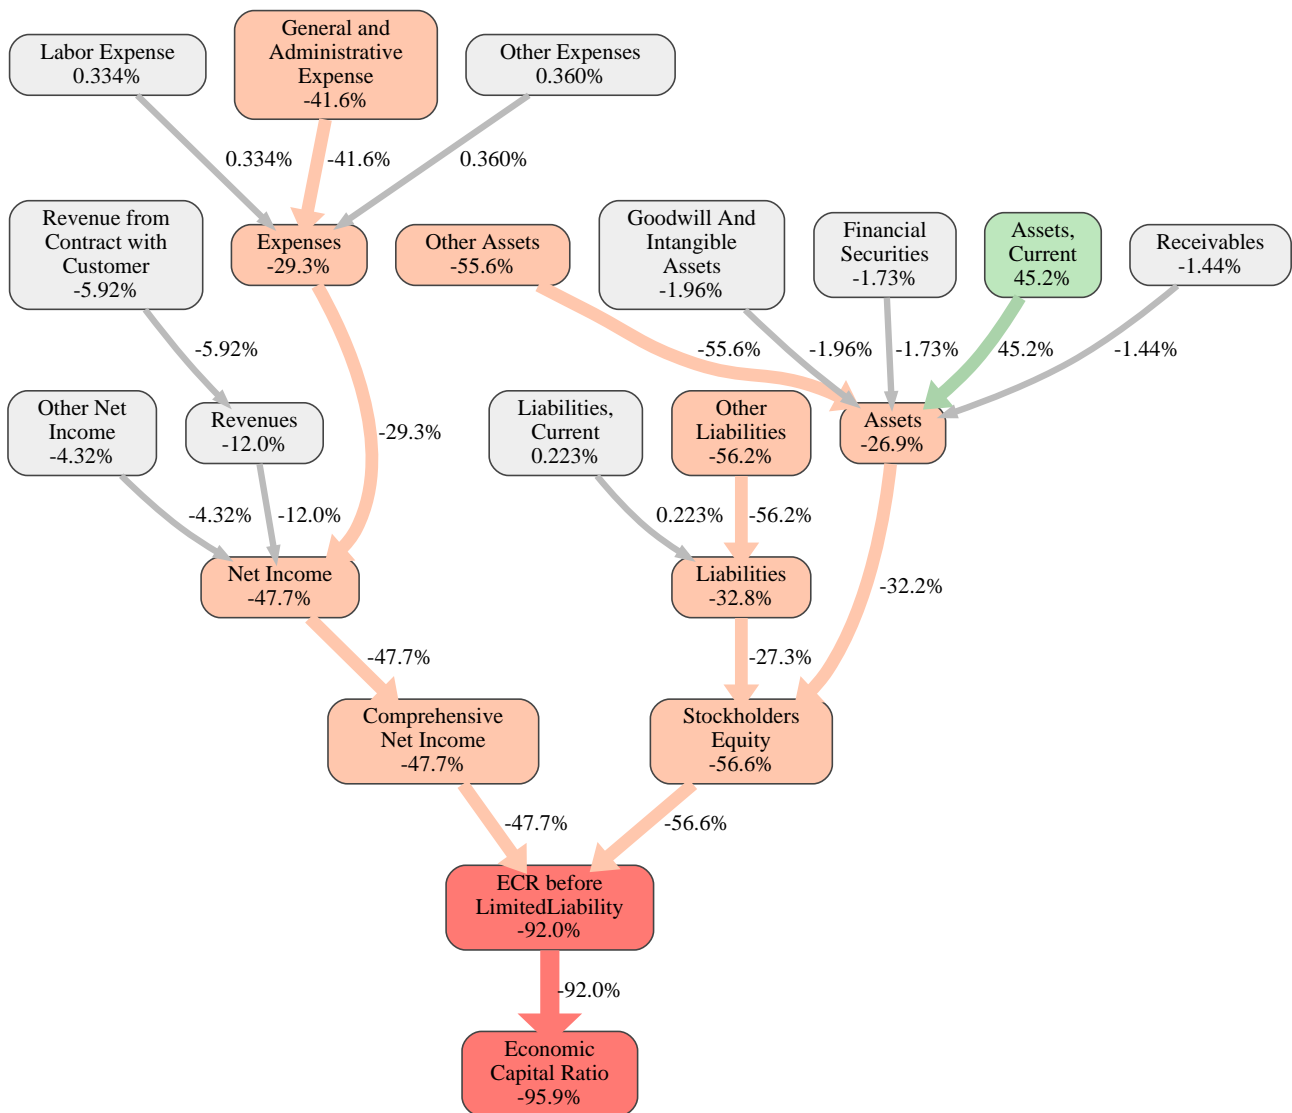 Labor Expense
0.334%
General and
Administrative
Expense
-41.6%
Other Expenses
0.360%
0.334%
-41.6%
0.360%
Revenue from
Contract with
Customer
-5.92%
Expenses
-29.3%
Other Assets
-55.6%
Goodwill And
Intangible
Assets
-1.96%
Financial
Securities
-1.73%
Assets,
Current
45.2%
Receivables
-1.44%
-5.92%
-55.6%
-1.96%
-1.73%
45.2%
-1.44%
Other Net
Income
-4.32%
Revenues
-12.0%
-29.3%
Liabilities,
Current
0.223%
Other
Liabilities
-56.2%
Assets
-26.9%
-4.32%
-12.0%
0.223%
-56.2%
Net Income
-47.7%
Liabilities
-32.8%
-32.2%
-47.7%
-27.3%
Comprehensive
Net Income
-47.7%
Stockholders
Equity
-56.6%
-47.7%
-56.6%
ECR before
LimitedLiability
-92.0%
-92.0%
Economic
Capital Ratio
-95.9%